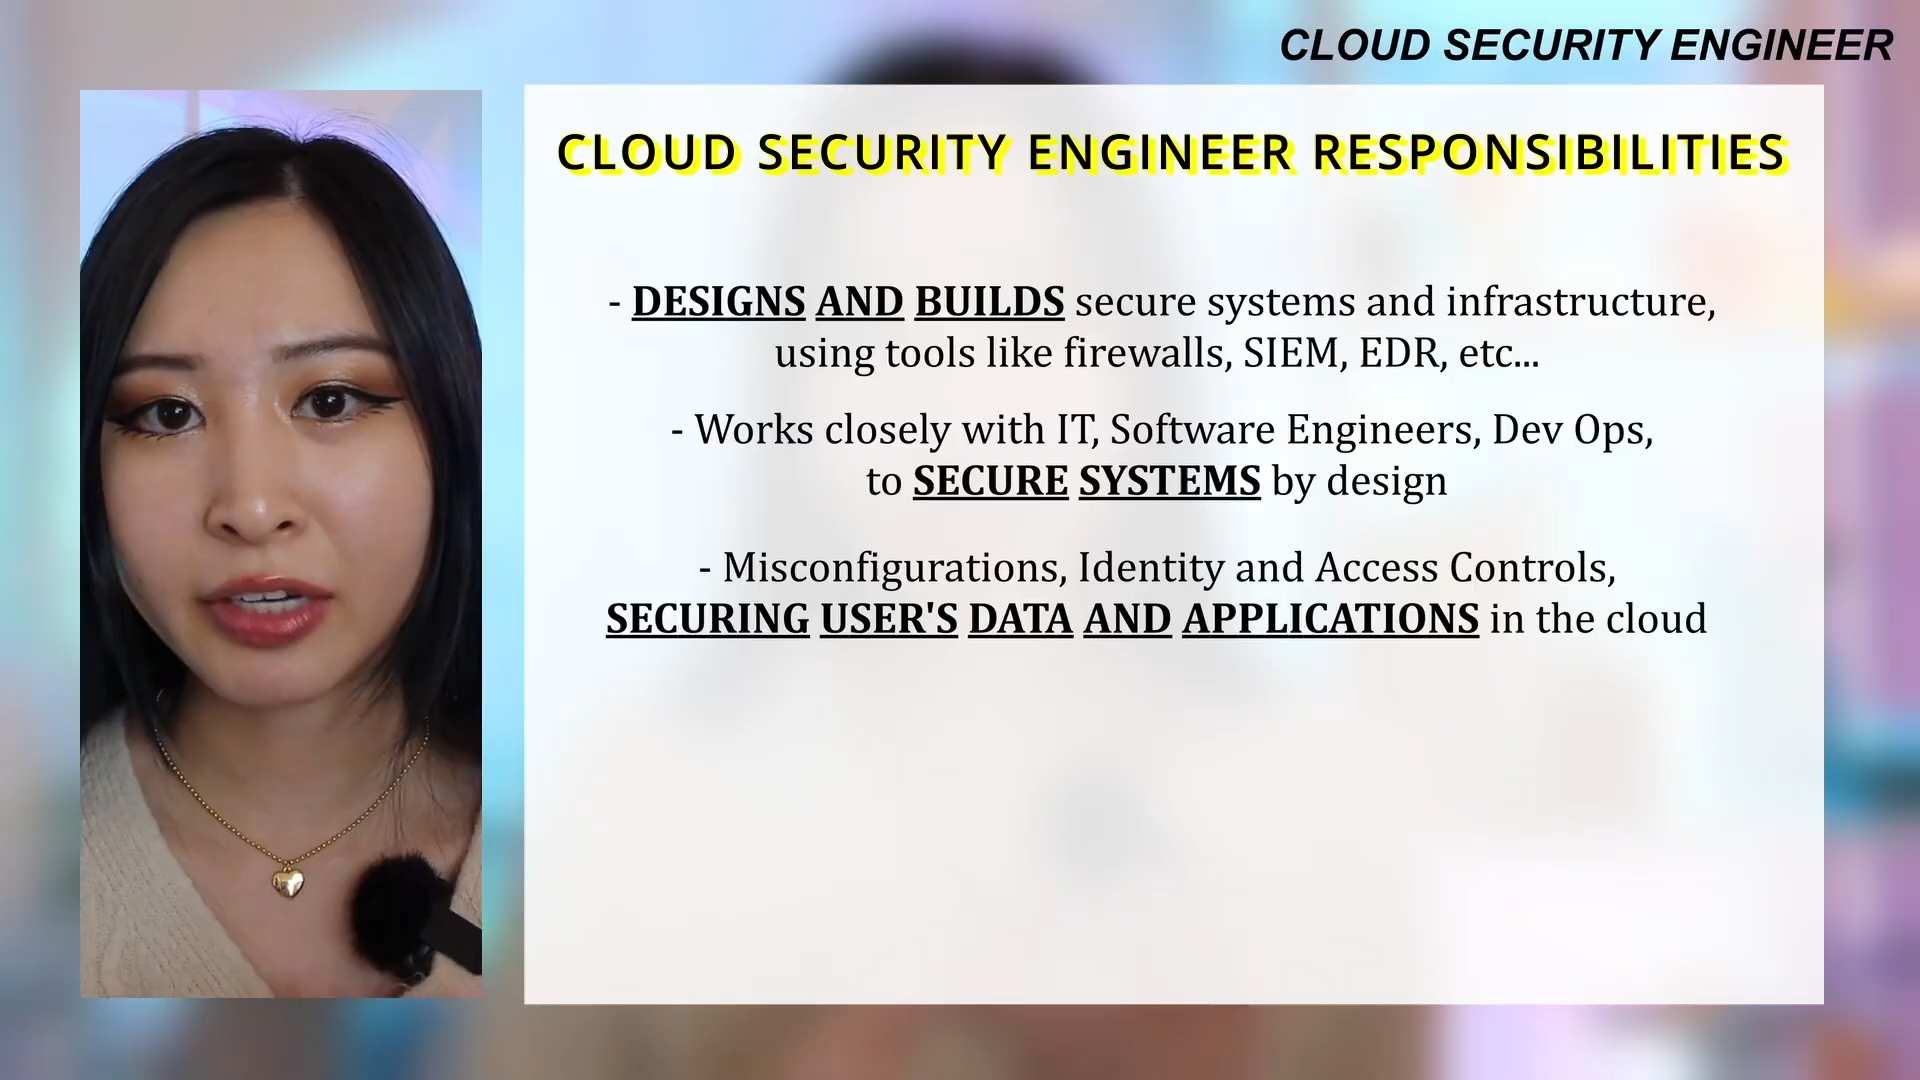 CLOUD SECURITY ENGINEER
CLOUD SECURITY ENGINEER RESPONSIBILITIES
- DESIGNS AND BUILDS secure systems and infrastructure,
using tools like firewalls, SIEM, EDR, etc...
- Works closely with IT, Software Engineers, Dev Ops,
to SECURE SYSTEMS by design
- Misconfigurations, Identity and Access Controls,
SECURING USER'S DATA AND APPLICATIONS in the cloud